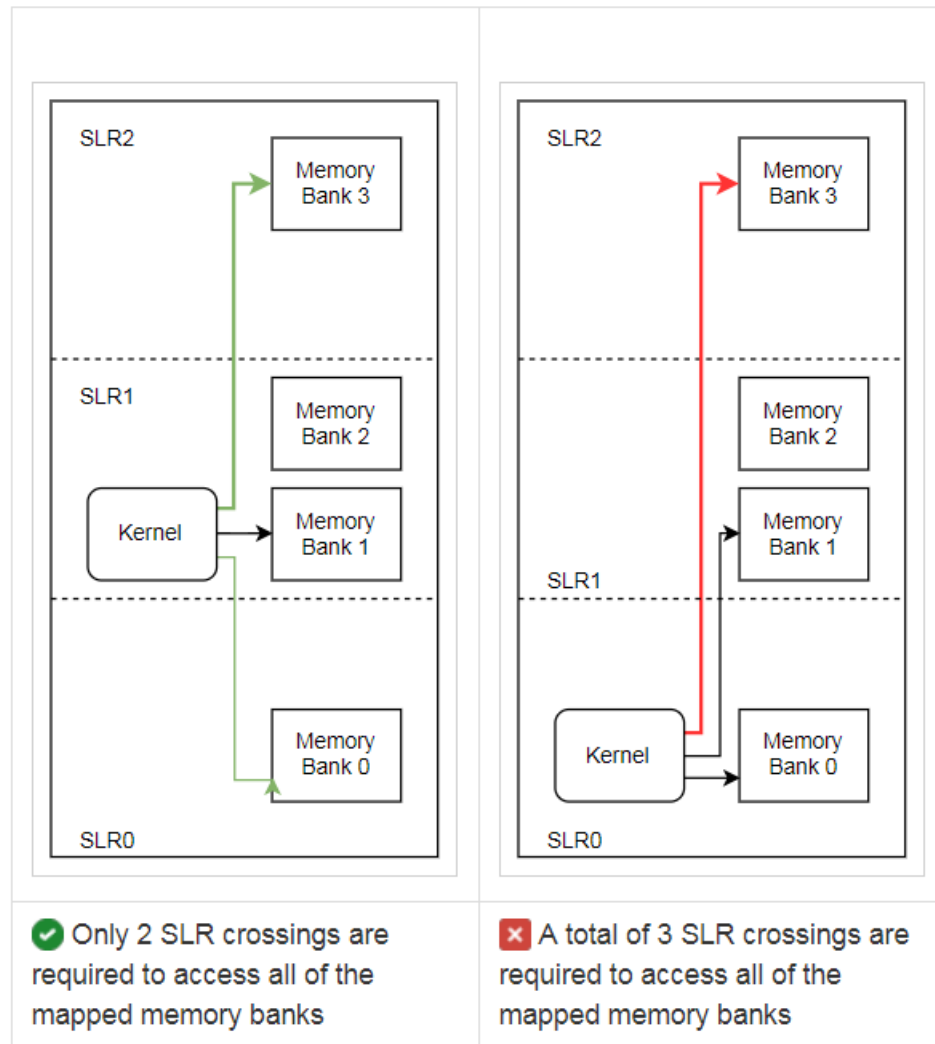 SLR2
Memory
Bank 3
SLR1
Memory
Bank 2
Kernel
Memory
Bank 1
Memory
Bank 0
SLR0
Only 2 SLR crossings are
required to access all of the
mapped memory banks
SLR2
Memory
Bank 3
Memory
Bank 2
Memory
Bank 1
SLR1
Kernel
Memory
Bank 0
SLR0
A total of 3 SLR crossings are
required to access all of the
mapped memory banks